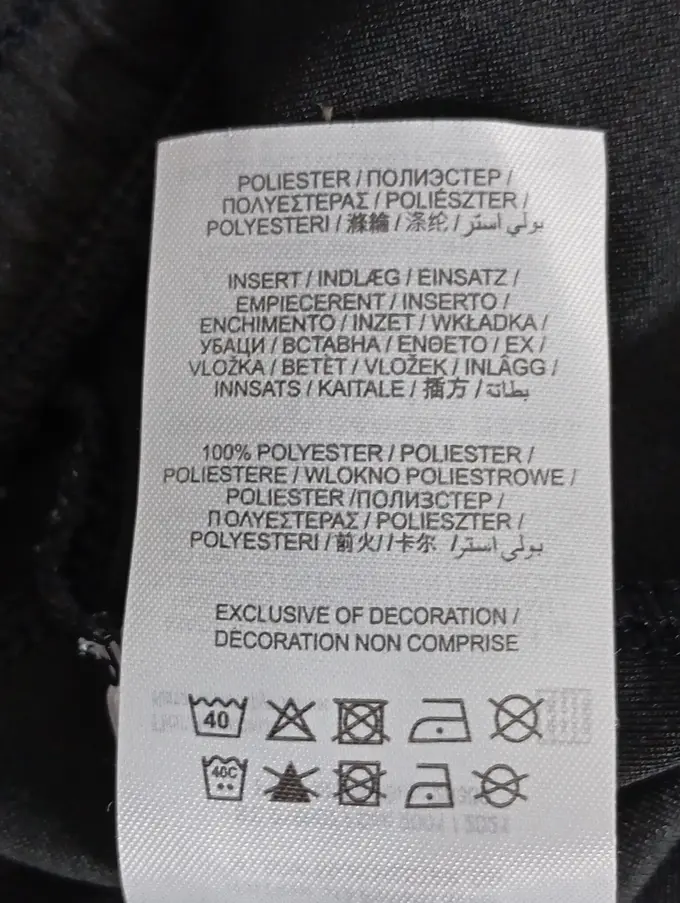 POLIESTER / ПОЛИЭСТЕР /
ΠΟΛΥΕΣΤΕΡΑΣ / POLIÉSZTER /
POLYESTERI / 滌綸 / 涤纶 / بولي استر
INSERT / INDLÆG / EINSATZ /
EMPIECERENT / INSERTO /
ENCHIMENTO / INZET / WKŁADKA /
УБАЦИ / ВСТАВНА / ΕΝΘΕΤΟ / EX /
VLOŽKA / BETÉT / VLOŽEK / INLÄGG /
INNSATS / KAITALE / 插方 / بطانة
100% POLYESTER / POLIESTER /
POLIESTERE / WLOKNO POLIESTROWE /
POLIESTER /ПОЛИЗСТЕР /
ΠΟΛΥΕΣΤΕΡΑΣ / POLIESZTER /
POLYESTERI / 前火 / / 卡尔 / بولي استر
EXCLUSIVE OF DECORATION /
DÉCORATION NON COMPRISE
40
40C